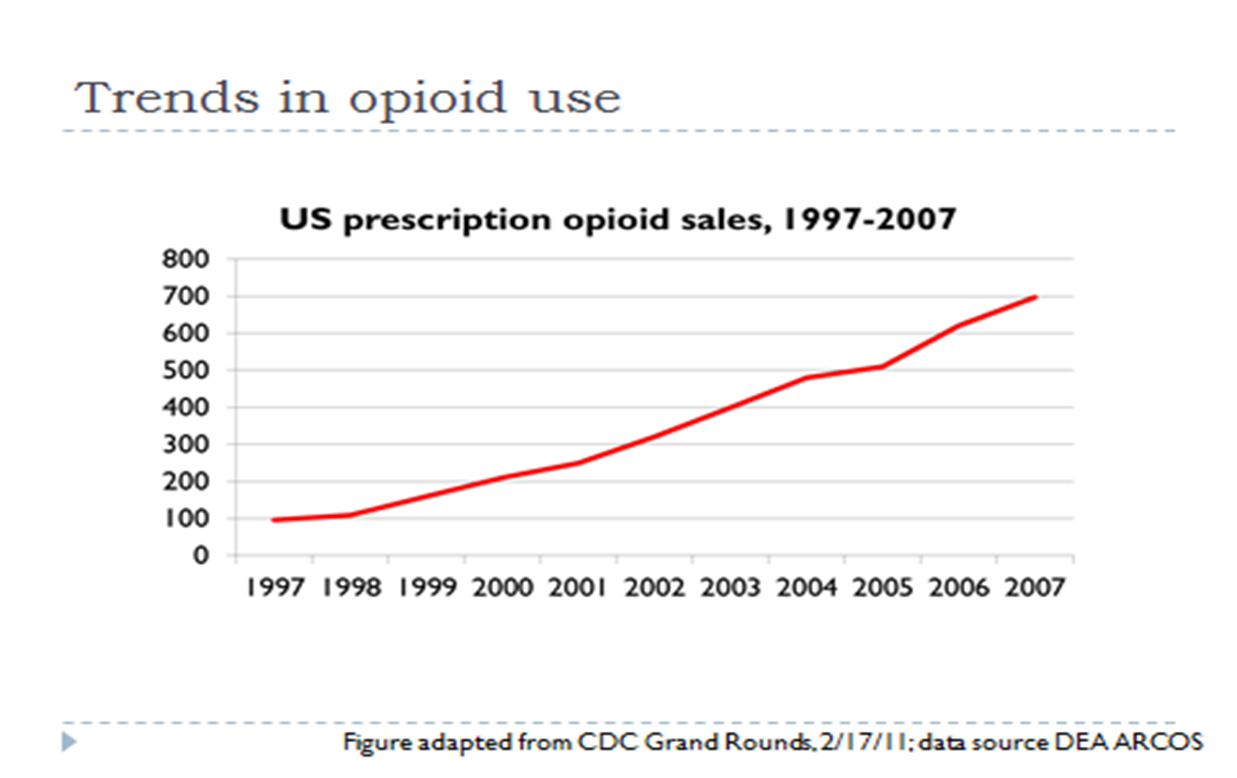 Trends in opioid use
US prescription opioid sales, 1997-2007
800
700
600
500
400
300
200
100
0
1997 1998 1999 2000 2001 2002 2003 2004 2005 2006 2007
Figure adapted from CDC Grand Rounds, 2/17/11; data source DEA ARCOS